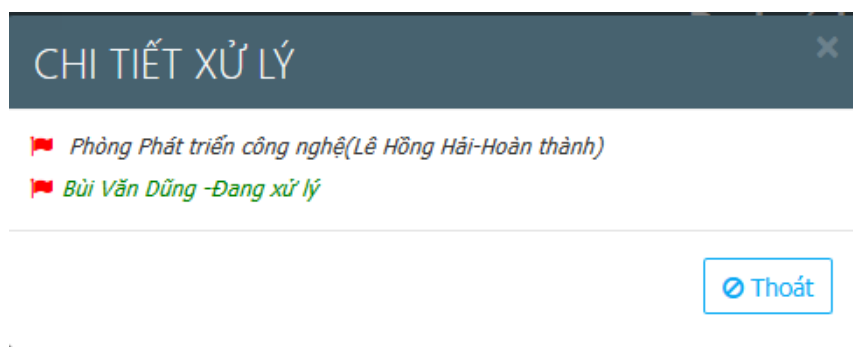 CHI TIẾT XỬ LÝ
Phòng Phát triển công nghệ(Lê Hồng Hải-Hoàn thành)
Bùi Văn Dũng -Đang xử lý
Thoát